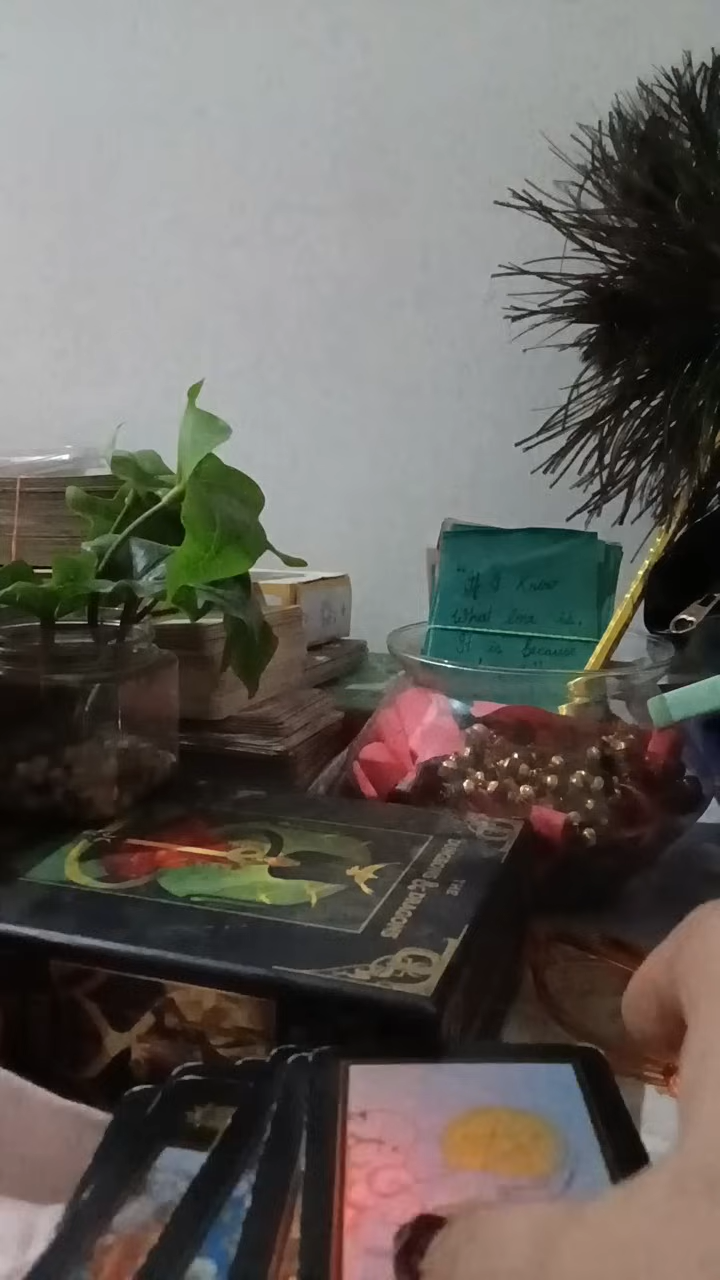 "If I Know
What love is,
It is because
THE
DUNGEONS & DRAGONS